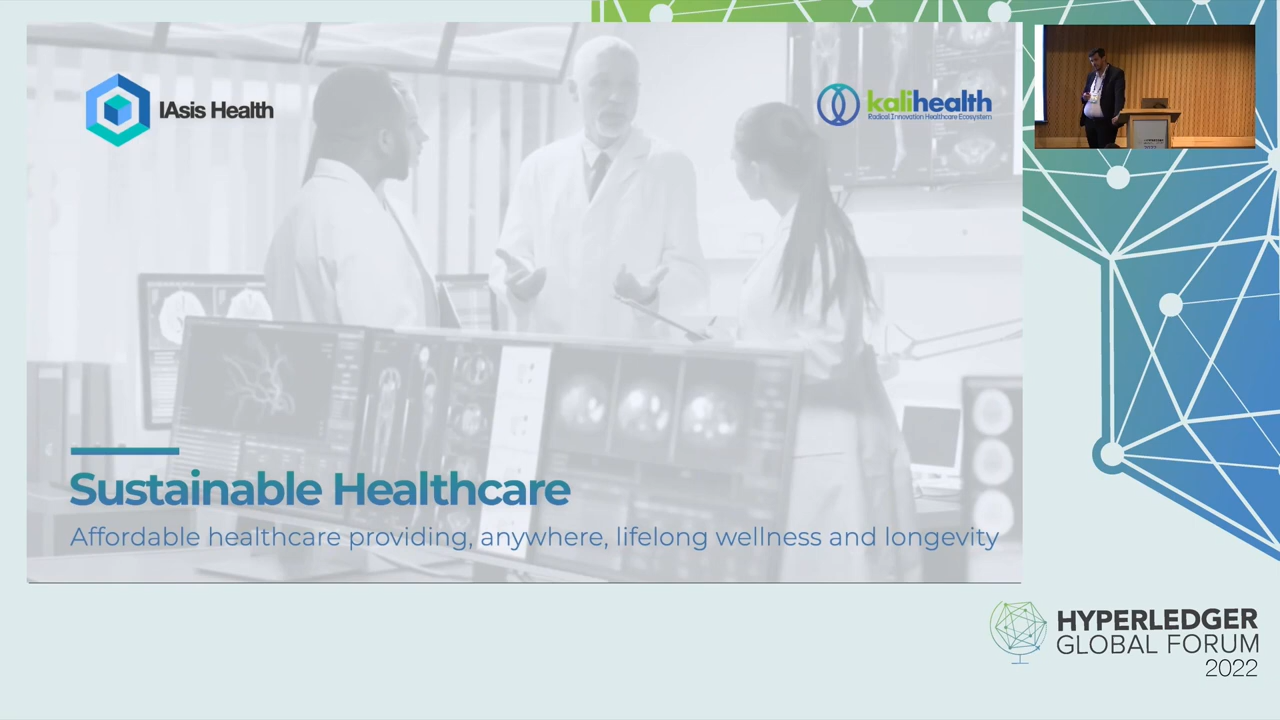 IAsis Health
kalihealth
Radical Innovation Healthcare Ecosystem
Sustainable Healthcare
Affordable healthcare providing, anywhere, lifelong wellness and longevity
HYPERLEDGER
GLOBAL FORUM
2022